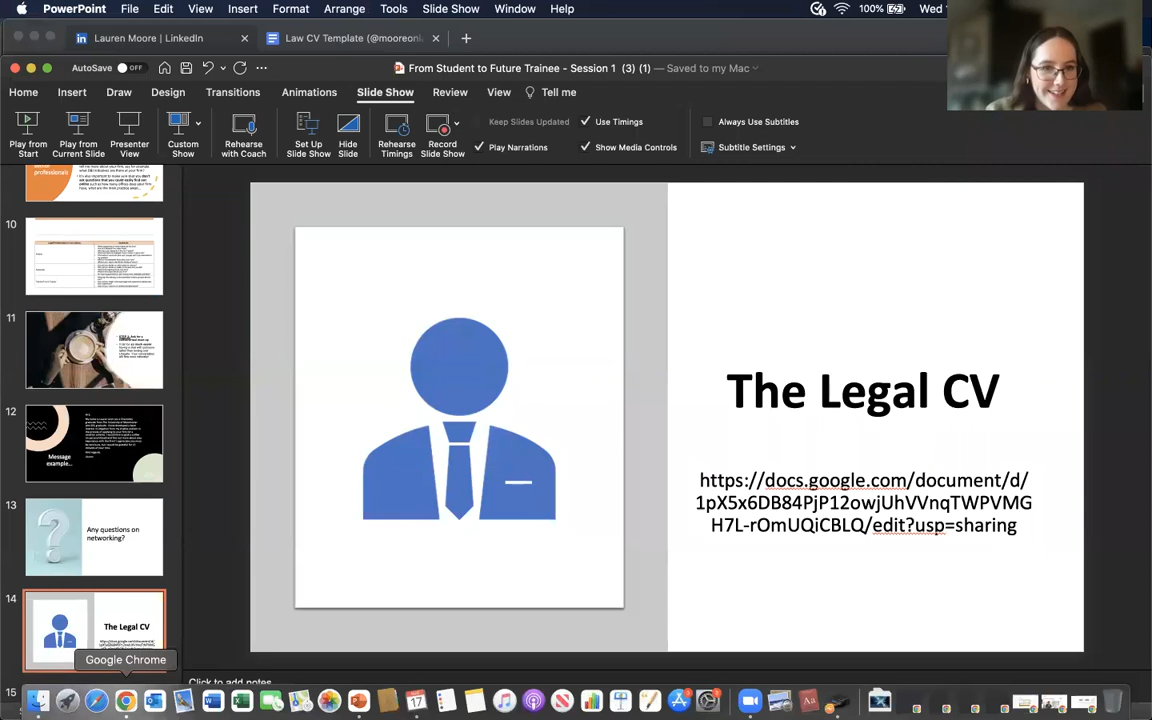 PowerPoint File Edit View Insert Format Arrange Tools Slide Show Window Help 100% Wed
Lauren Moore | LinkedIn
Law CV Template (@mooreonl
AutoSave OFF
From Student to Future Trainee - Session 1 (3) (1) — Saved to my Mac
Home Insert Draw Design Transitions Animations Slide Show Review View Tell me
Play from Start
Play from Current Slide
Presenter View
Custom Show
Rehearse with Coach
Set Up Slide Show
Hide Slide
Rehearse Timings
Record Slide Show
Keep Slides Updated
Use Timings
Play Narrations
Show Media Controls
Always Use Subtitles
Subtitle Settings
professionals
10
11
12
Message
example...
13
Any questions on
networking?
14
The Legal CV
Google Chrome
15
The Legal CV
https://docs.google.com/document/d/
1pX5x6DB84PjP12owjUhVVnqTWPVMG
H7L-rOmUQiCBLQ/edit?usp=sharing
Click to add notes
17